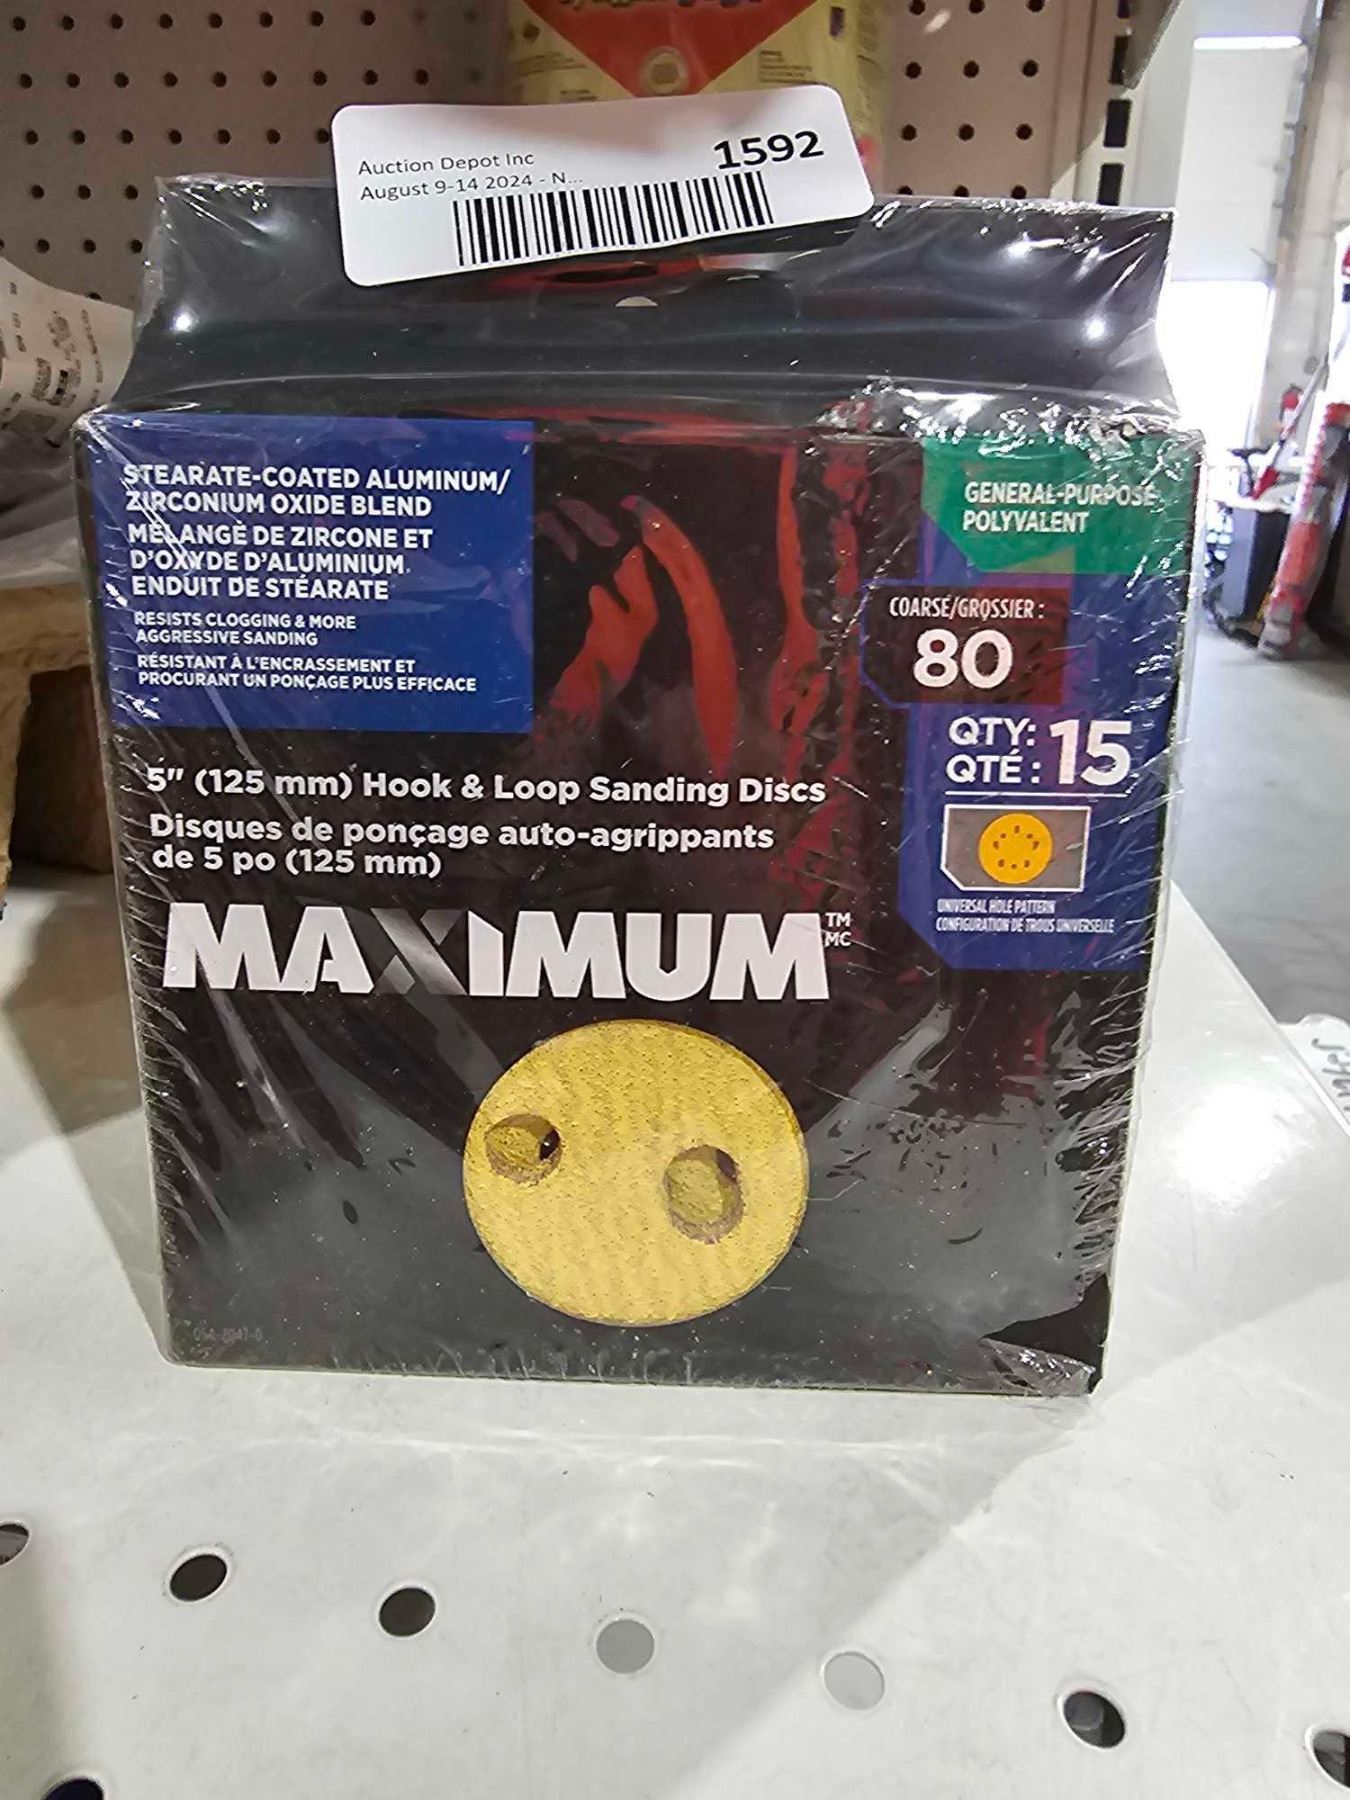 Auction Depot Inc
1592
August 9-14 2024 - N...
STEARATE-COATED ALUMINUM/
ZIRCONIUM OXIDE BLEND
MÉLANGE DE ZIRCONE ET
D'OXYDE D'ALUMINIUM
ENDUIT DE STÉARATE
RESISTS CLOGGING & MORE
AGGRESSIVE SANDING
RÉSISTANT À L'ENCRASSEMENT ET
PROCURANT UN PONÇAGE PLUS EFFICACE
GENERAL-PURPOSE
POLYVALENT
COARSE/GROSSIER :
80
QTY: 15
QTÉ :
UNIVERSAL HOLE PATTERN
CONFIGURATION DE TROUS UNIVERSELLE
5" (125 mm) Hook & Loop Sanding Discs
Disques de ponçage auto-agrippants
de 5 po (125 mm)
MAXIMUM TM
MC